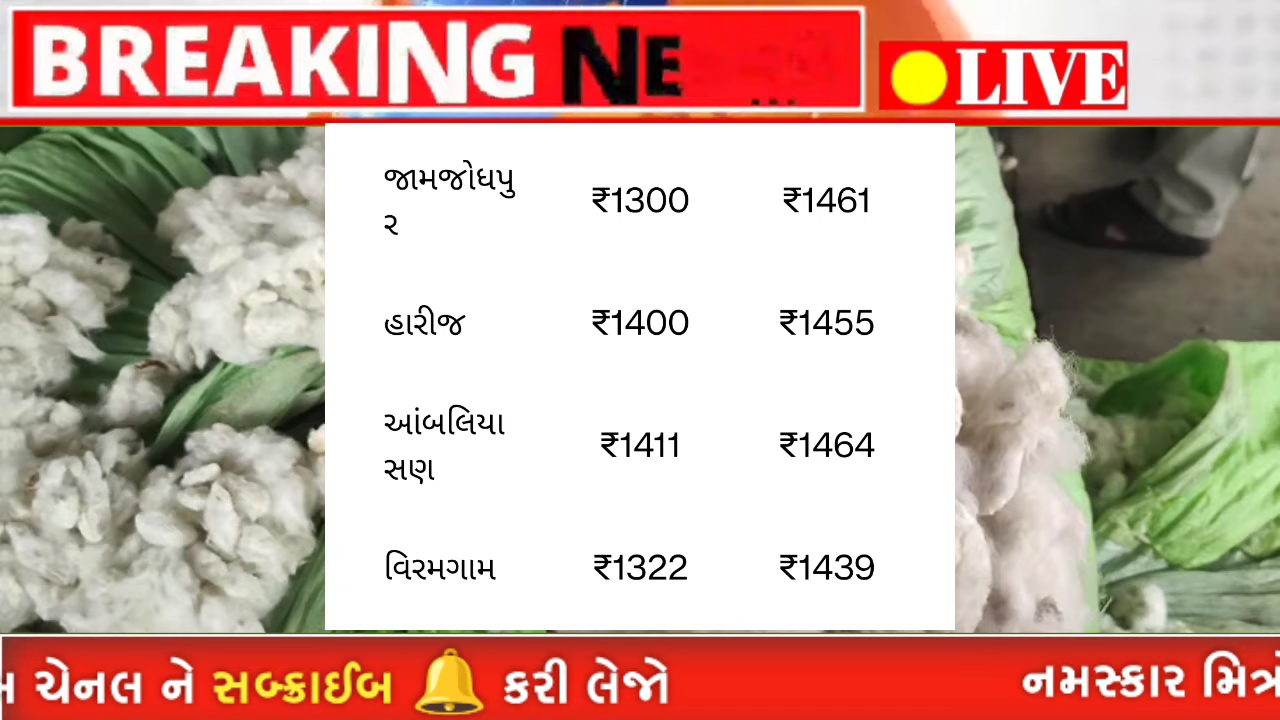 BREAKING NE
LIVE
જામજોધપુ ₹1300 ₹1461
ર
હારીજ ₹1400 ₹1455
આંબલિયા ₹1411 ₹1464
સણ
વિરમગામ ₹1322 ₹1439
ચેનલ ને સબ્ક્રાઈબ 🔔 કરી લેજો નમસ્કાર